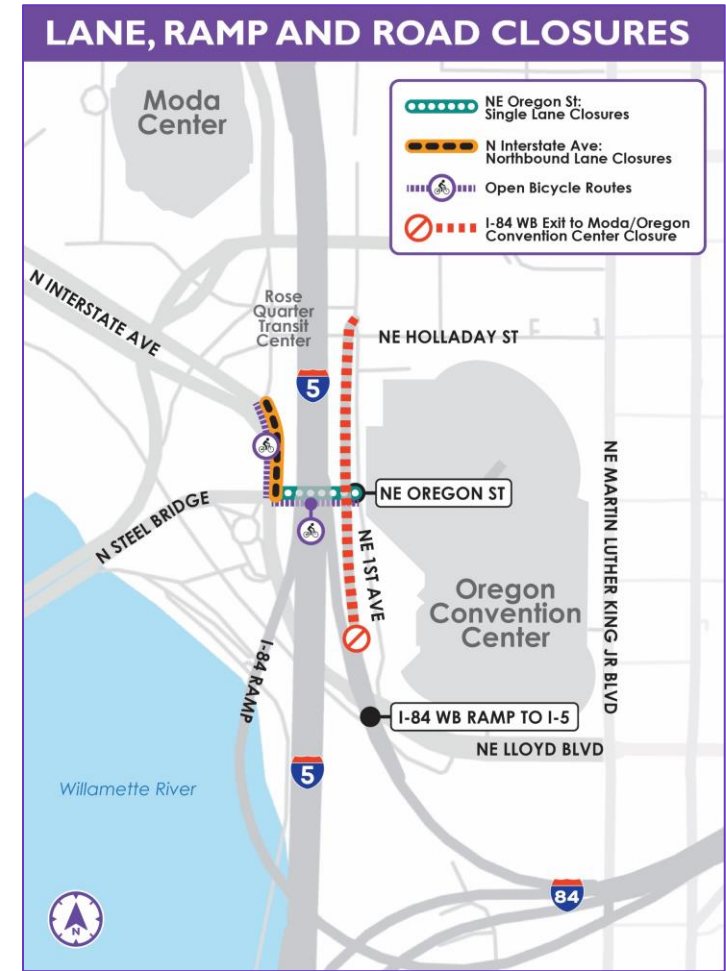 LANE, RAMP AND ROAD CLOSURES
Moda
Center
NE Oregon St:
Single Lane Closures
N Interstate Ave:
Northbound Lane Closures
Open Bicycle Routes
I-84 WB Exit to Moda/Oregon
Convention Center Closure
N INTERSTATE AVE
Rose
Quarter
Transit
Center
NE HOLLADAY ST
5
NE OREGON ST
N STEEL BRIDGE
NE 1ST AVE
NE MARTIN LUTHER KING JR BLVD
Oregon
Convention
Center
I-84 RAMP
I-84 WB RAMP TO I-5
NE LLOYD BLVD
5
Willamette River
84
N